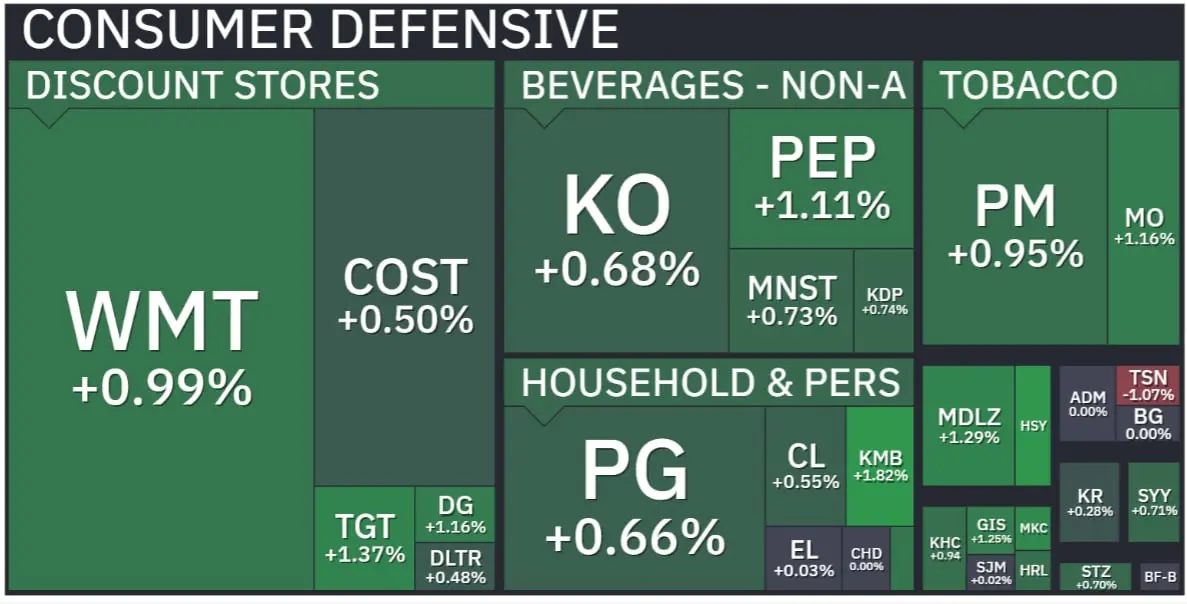 CONSUMER DEFENSIVE
DISCOUNT STORES
WMT
+0.99%
COST
+0.50%
TGT
+1.37%
DG
+1.16%
DLTR
+0.48%
BEVERAGES - NON-A
KO
+0.68%
PEP
+1.11%
MNST
+0.73%
KDP
+0.74%
HOUSEHOLD & PERS
PG
+0.66%
CL
+0.55%
KMB
+1.82%
EL
+0.03%
CHD
0.00%
TOBACCO
PM
+0.95%
MO
+1.16%
MDLZ
+1.29%
HSY
ADM
0.00%
TSN
-1.07%
BG
0.00%
KR
+0.28%
SYY
+0.71%
KHC
+0.94
GIS
+1.25%
MKC
SJM
+0.02%
HRL
STZ
+0.70%
BF-B